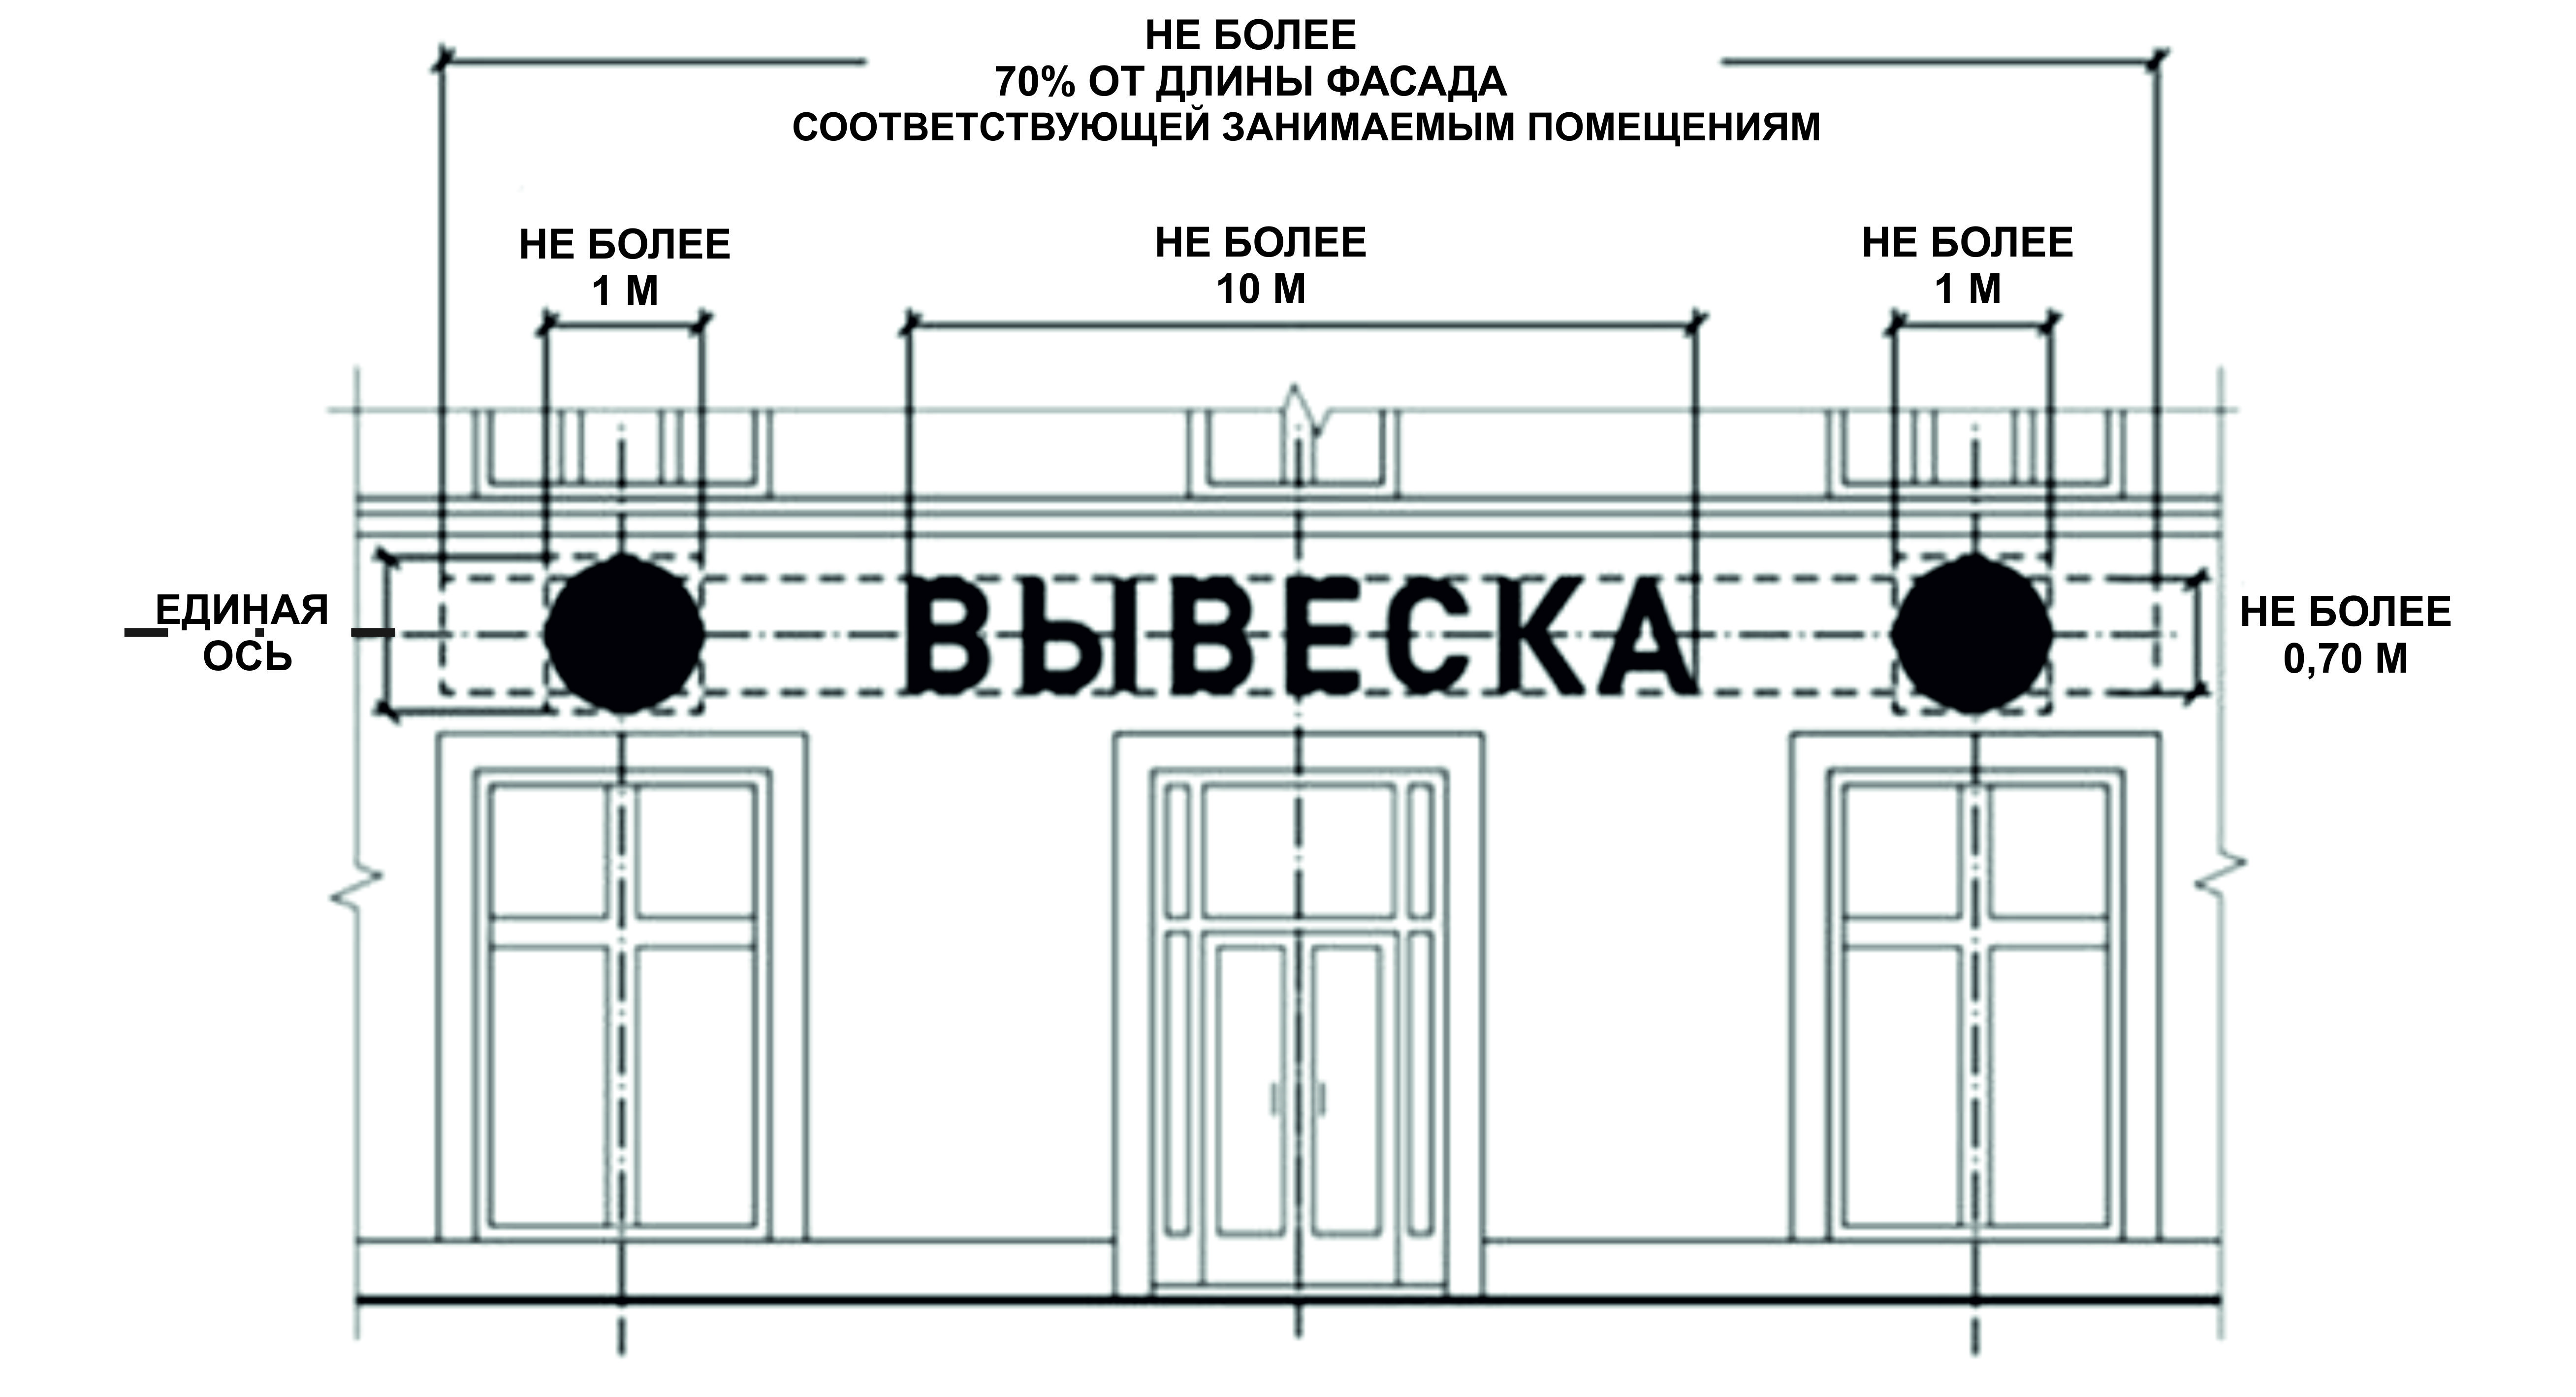 НЕ БОЛЕЕ
70% ОТ ДЛИНЫ ФАСАДА
СООТВЕТСТВУЮЩЕЙ ЗАНИМАЕМЫМ ПОМЕЩЕНИЯМ
НЕ БОЛЕЕ
1 М
НЕ БОЛЕЕ
10 М
НЕ БОЛЕЕ
1 М
ЕДИНАЯ
ОСЬ
ВЫВЕСКА
НЕ БОЛЕЕ
0,70 М